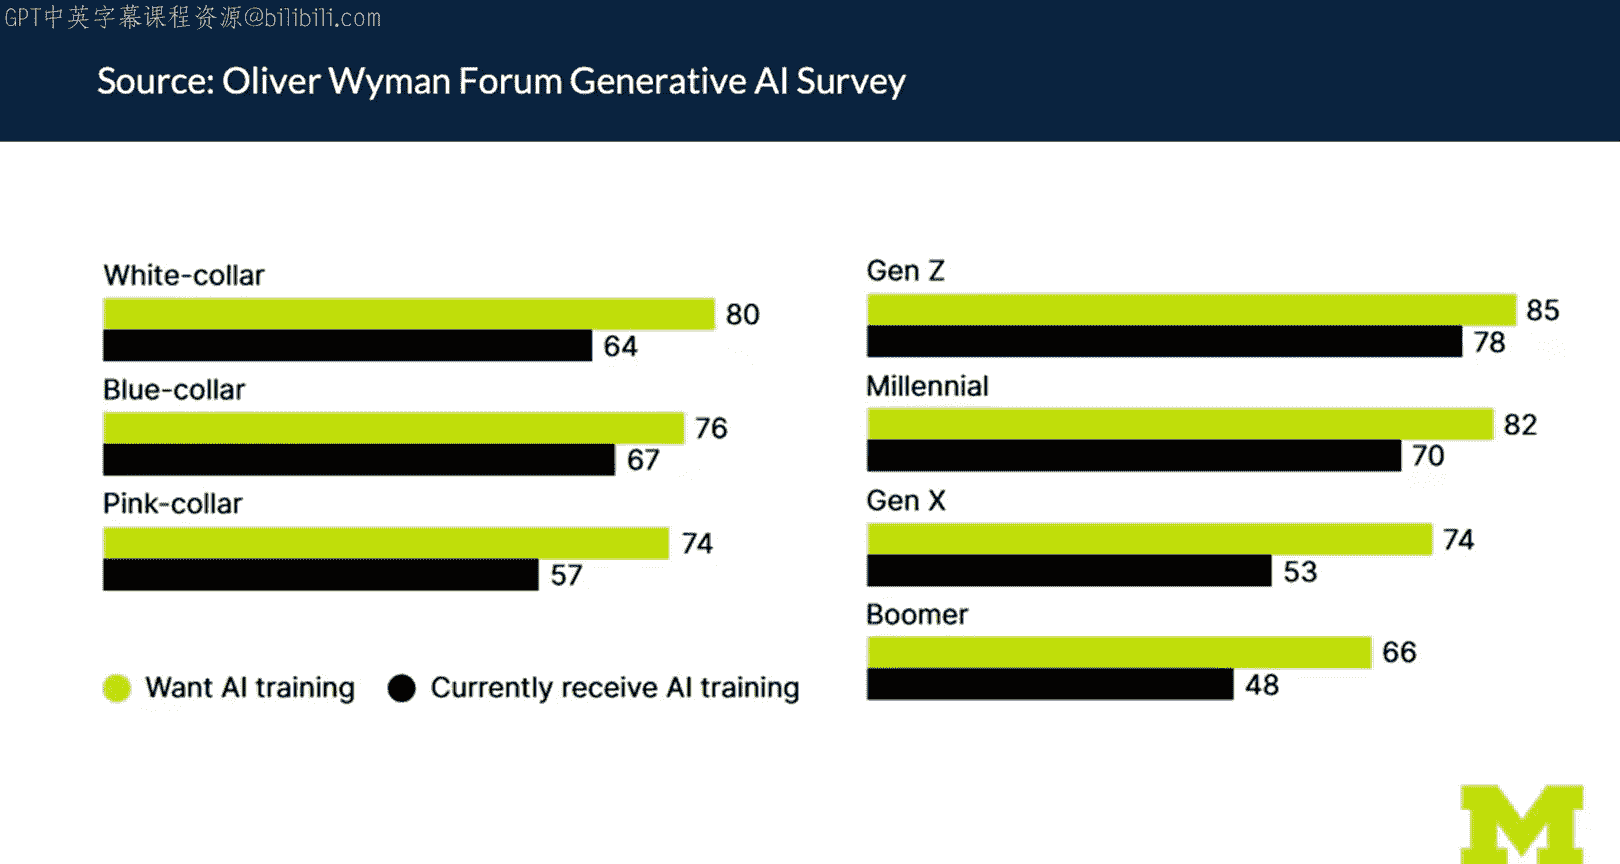 GPT中英字幕课程资源@bilibili.com
Source: Oliver Wyman Forum Generative AI Survey
White-collar
80
64
Blue-collar
76
67
Pink-collar
74
57
Want AI training
Currently receive AI training
Gen Z
85
78
Millennial
82
70
Gen X
74
53
Boomer
66
48
M